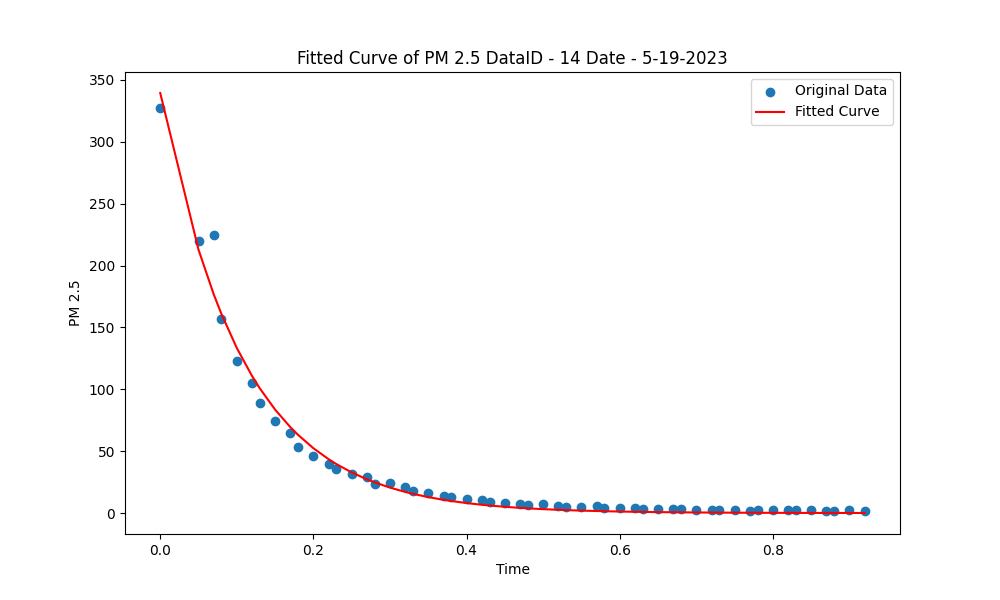 Fitted Curve of PM 2.5 DataID - 14 Date - 5-19-2023
Original Data
Fitted Curve
PM 2.5
350
300
250
200
150
100
50
0
0.0 0.2 0.4 0.6 0.8
Time